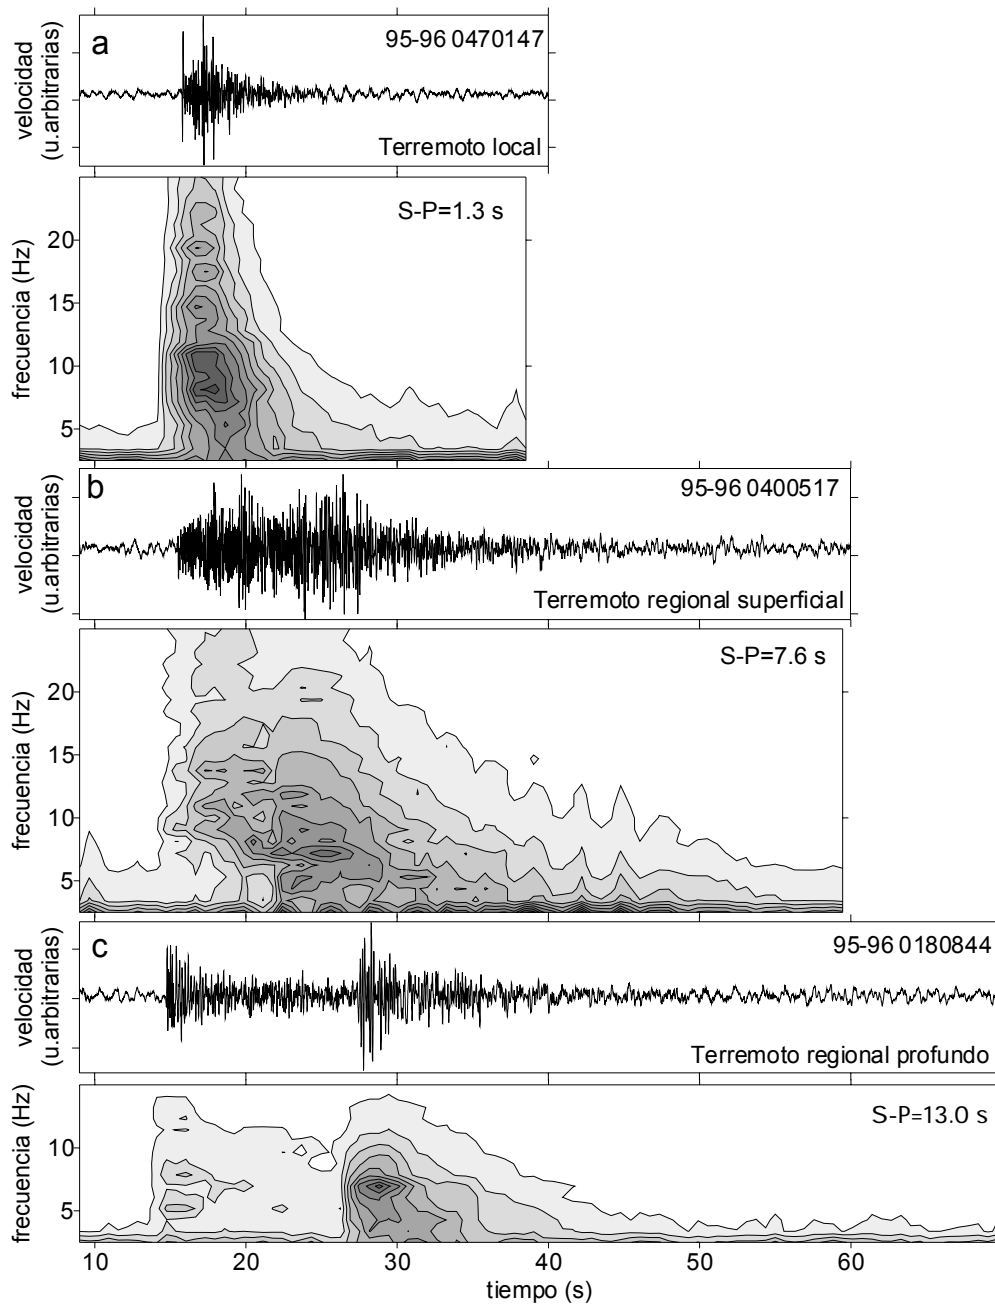 velocidad
(u.arbitrarias)
a
95-96 0470147
Terremoto local
frecuencia (Hz)
S-P=1.3 s
20
15
10
5
velocidad
(u.arbitrarias)
b
95-96 0400517
Terremoto regional superficial
frecuencia (Hz)
S-P=7.6 s
20
15
10
5
velocidad
(u.arbitrarias)
c
95-96 0180844
Terremoto regional profundo
frecuencia (Hz)
S-P=13.0 s
10
5
10 20 30 40 50 60
tiempo (s)